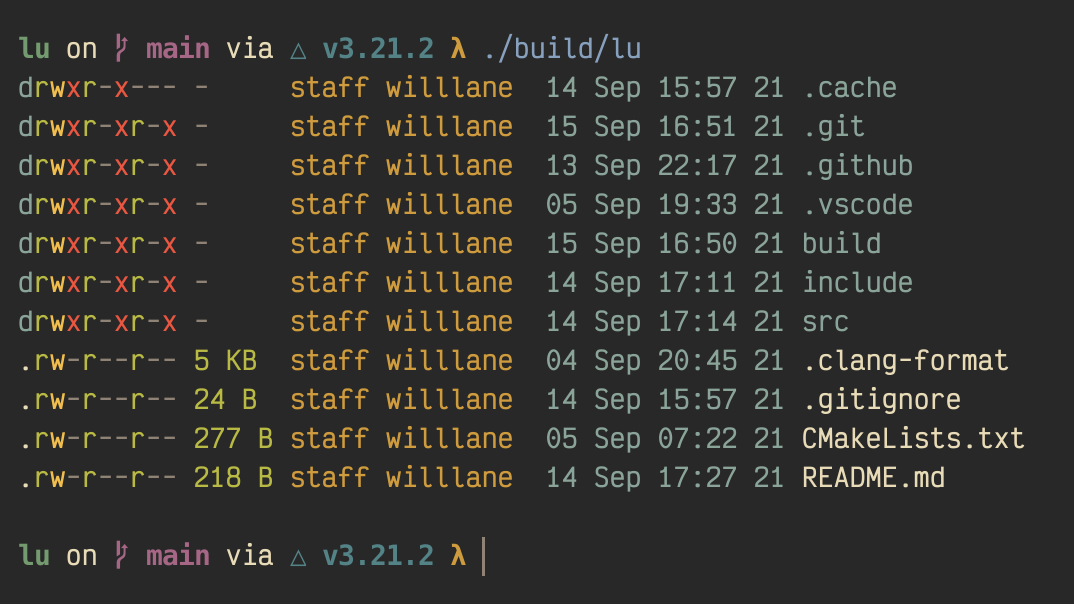 lu on ᚠ main via △ v3.21.2 λ ./build/lu
drwxr-x--- - staff willlane 14 Sep 15:57 21 .cache
drwxr-xr-x - staff willlane 15 Sep 16:51 21 .git
drwxr-xr-x - staff willlane 13 Sep 22:17 21 .github
drwxr-xr-x - staff willlane 05 Sep 19:33 21 .vscode
drwxr-xr-x - staff willlane 15 Sep 16:50 21 build
drwxr-xr-x - staff willlane 14 Sep 17:11 21 include
drwxr-xr-x - staff willlane 14 Sep 17:14 21 src
.rw-r--r-- 5 KB staff willlane 04 Sep 20:45 21 .clang-format
.rw-r--r-- 24 B staff willlane 14 Sep 15:57 21 .gitignore
.rw-r--r-- 277 B staff willlane 05 Sep 07:22 21 CMakeLists.txt
.rw-r--r-- 218 B staff willlane 14 Sep 17:27 21 README.md
lu on ᚠ main via △ v3.21.2 λ